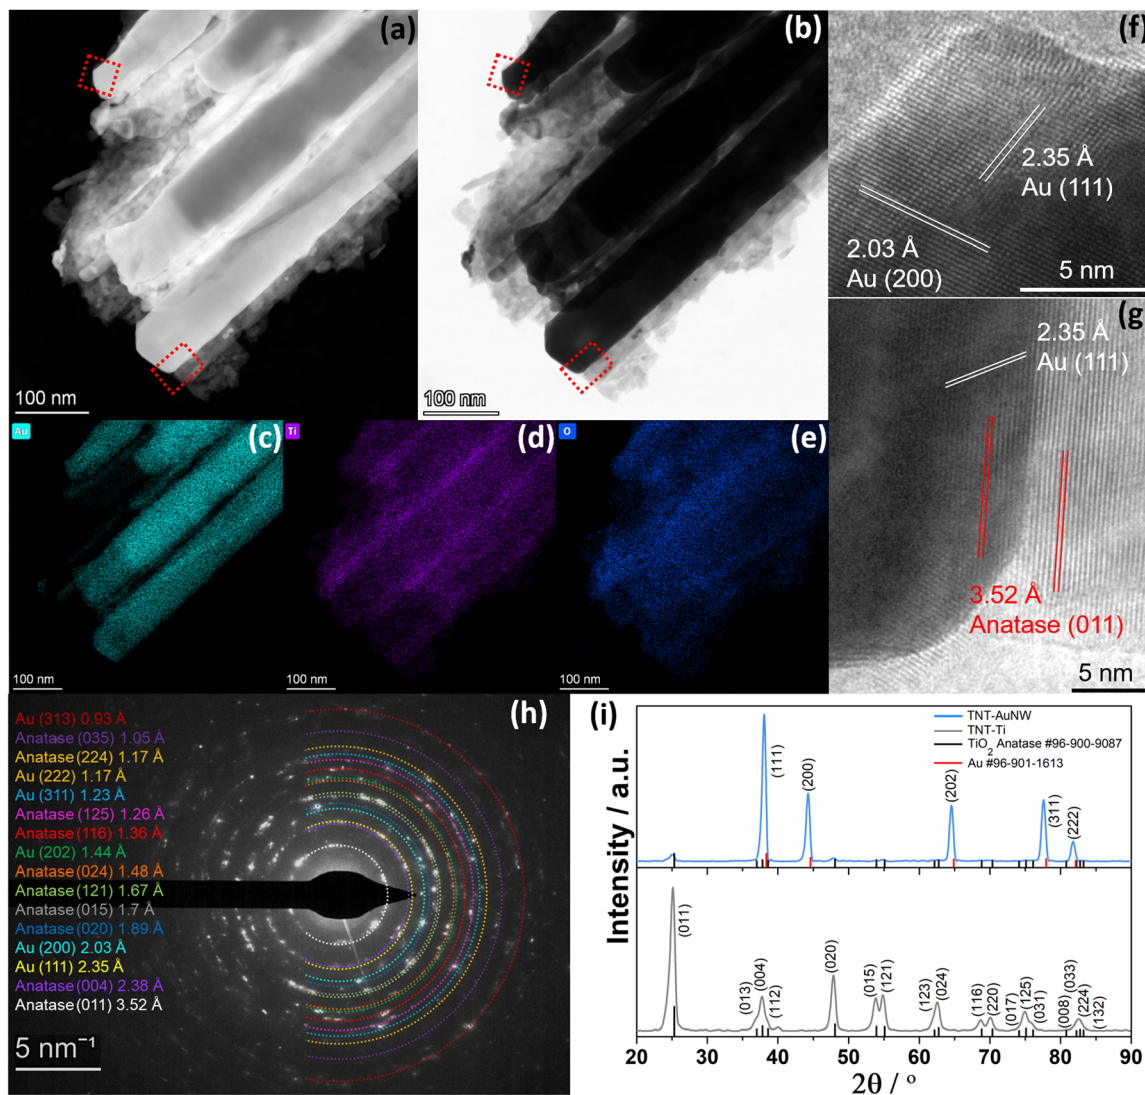 (a)
100 nm
(b)
100 nm
Au
(c)
100 nm
Ti
(d)
100 nm
O
(e)
100 nm
(f)
2.35 Å
Au (111)
2.03 Å
Au (200)
5 nm
(g)
2.35 Å
Au (111)
3.52 Å
Anatase (011)
5 nm
(h)
Au (313) 0.93 Å
Anatase (035) 1.05 Å
Anatase (224) 1.17 Å
Au (222) 1.17 Å
Au (311) 1.23 Å
Anatase (125) 1.26 Å
Anatase (116) 1.36 Å
Au (202) 1.44 Å
Anatase (024) 1.48 Å
Anatase (121) 1.67 Å
Anatase (015) 1.7 Å
Anatase (020) 1.89 Å
Au (200) 2.03 Å
Au (111) 2.35 Å
Anatase (004) 2.38 Å
Anatase (011) 3.52 Å
5 nm⁻¹
(i)
TNT-AuNW
TNT-Ti
TiO₂ Anatase #96-900-9087
Au #96-901-1613
(111)
(200)
(202)
(311)
(222)
(011)
(013)
(004)
(112)
(020)
(015)
(121)
(123)
(024)
(116)
(220)
(017)
(125)
(031)
(008)
(033)
(224)
(132)
Intensity / a.u.
20 30 40 50 60 70 80 90
2θ / °